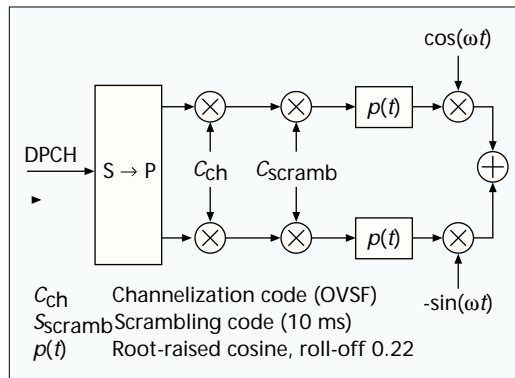 cos(ωt)
p(t)
DPCH
S → P
Cch
Cscramb
p(t)
-sin(ωt)
Cch Channelization code (OVSF)
Sscramb Scrambling code (10 ms)
p(t) Root-raised cosine, roll-off 0.22